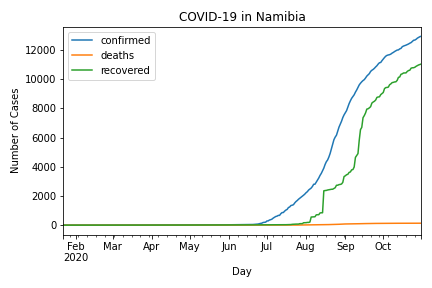 COVID-19 in Namibia
confirmed
deaths
recovered
Number of Cases
12000
10000
8000
6000
4000
2000
0
Feb Mar Apr May Jun Jul Aug Sep Oct
2020
Day